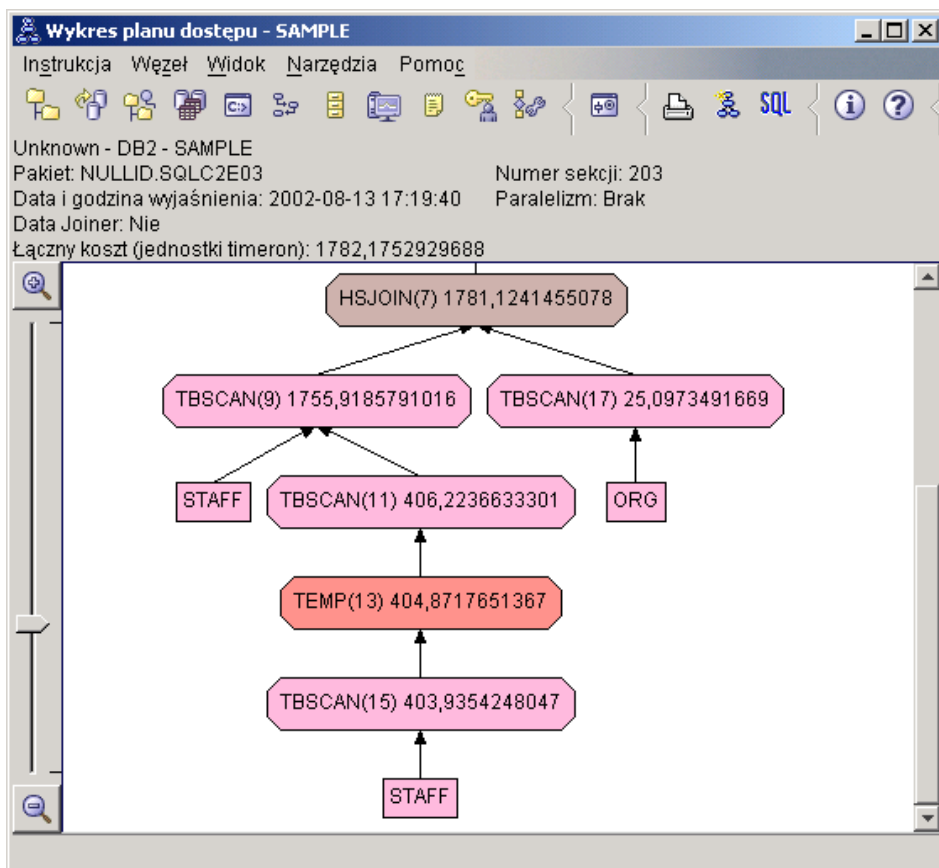 Wykres planu dostępu - SAMPLE
Instrukcja Węzeł Widok Narzędzia Pomoc
C:> SQL i ?
Unknown - DB2 - SAMPLE
Pakiet: NULLID.SQLC2E03 Numer sekcji: 203
Data i godzina wyjaśnienia: 2002-08-13 17:19:40 Paralelizm: Brak
Data Joiner: Nie
Łączny koszt (jednostki timeron): 1782,1752929688
HSJOIN(7) 1781,1241455078
TBSCAN(9) 1755,9185791016 TBSCAN(17) 25,0973491669
STAFF TBSCAN(11) 406,2236633301 ORG
TEMP(13) 404,8717651367
TBSCAN(15) 403,9354248047
STAFF